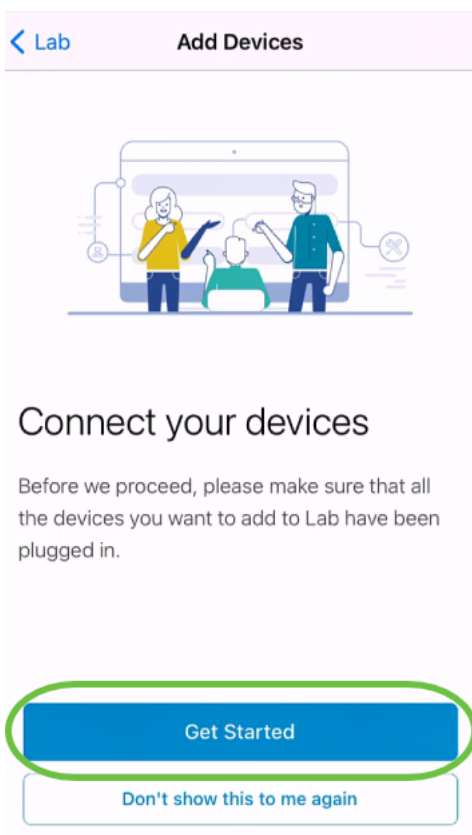 Lab
Add Devices
Connect your devices
Before we proceed, please make sure that all
the devices you want to add to Lab have been
plugged in.
Get Started
Don't show this to me again